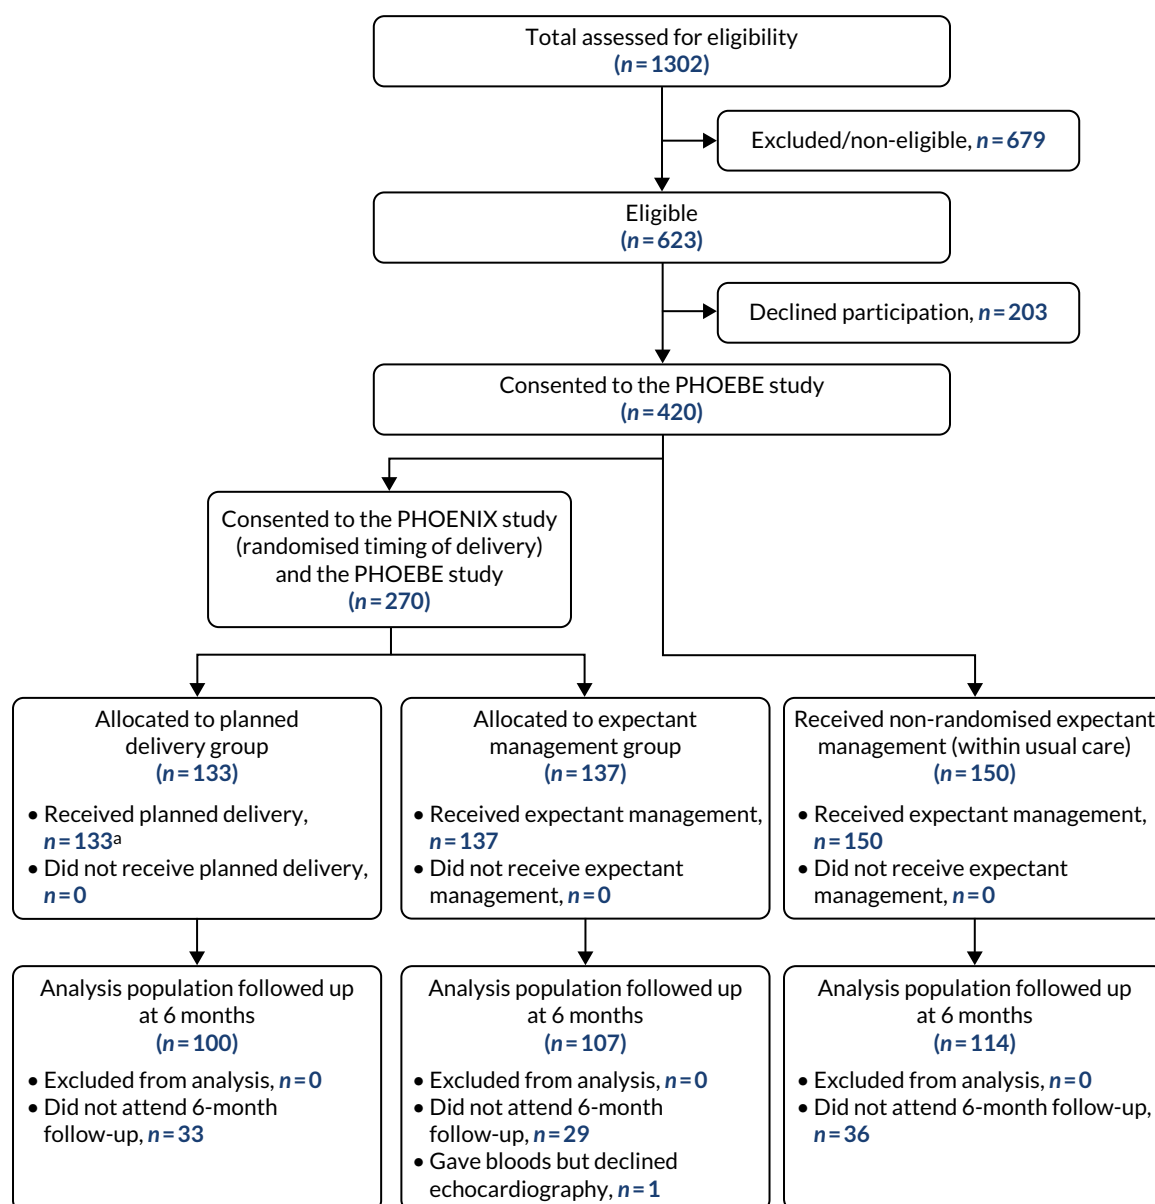 Total assessed for eligibility
(n=1302)
Excluded/non-eligible, n=679
Eligible
(n=623)
Declined participation, n=203
Consented to the PHOEBE study
(n=420)
Consented to the PHOENIX study
(randomised timing of delivery)
and the PHOEBE study
(n=270)
Allocated to planned
delivery group
(n=133)
• Received planned delivery,
n=133a
• Did not receive planned delivery,
n=0
Allocated to expectant
management group
(n=137)
• Received expectant management,
n=137
• Did not receive expectant
management, n=0
Received non-randomised expectant
management (within usual care)
(n=150)
• Received expectant management,
n=150
• Did not receive expectant
management, n=0
Analysis population followed up
at 6 months
(n=100)
• Excluded from analysis, n=0
• Did not attend 6-month
follow-up, n=33
Analysis population followed up
at 6 months
(n=107)
• Excluded from analysis, n=0
• Did not attend 6-month
follow-up, n=29
• Gave bloods but declined
echocardiography, n=1
Analysis population followed up
at 6 months
(n=114)
• Excluded from analysis, n=0
• Did not attend 6-month follow-up,
n=36